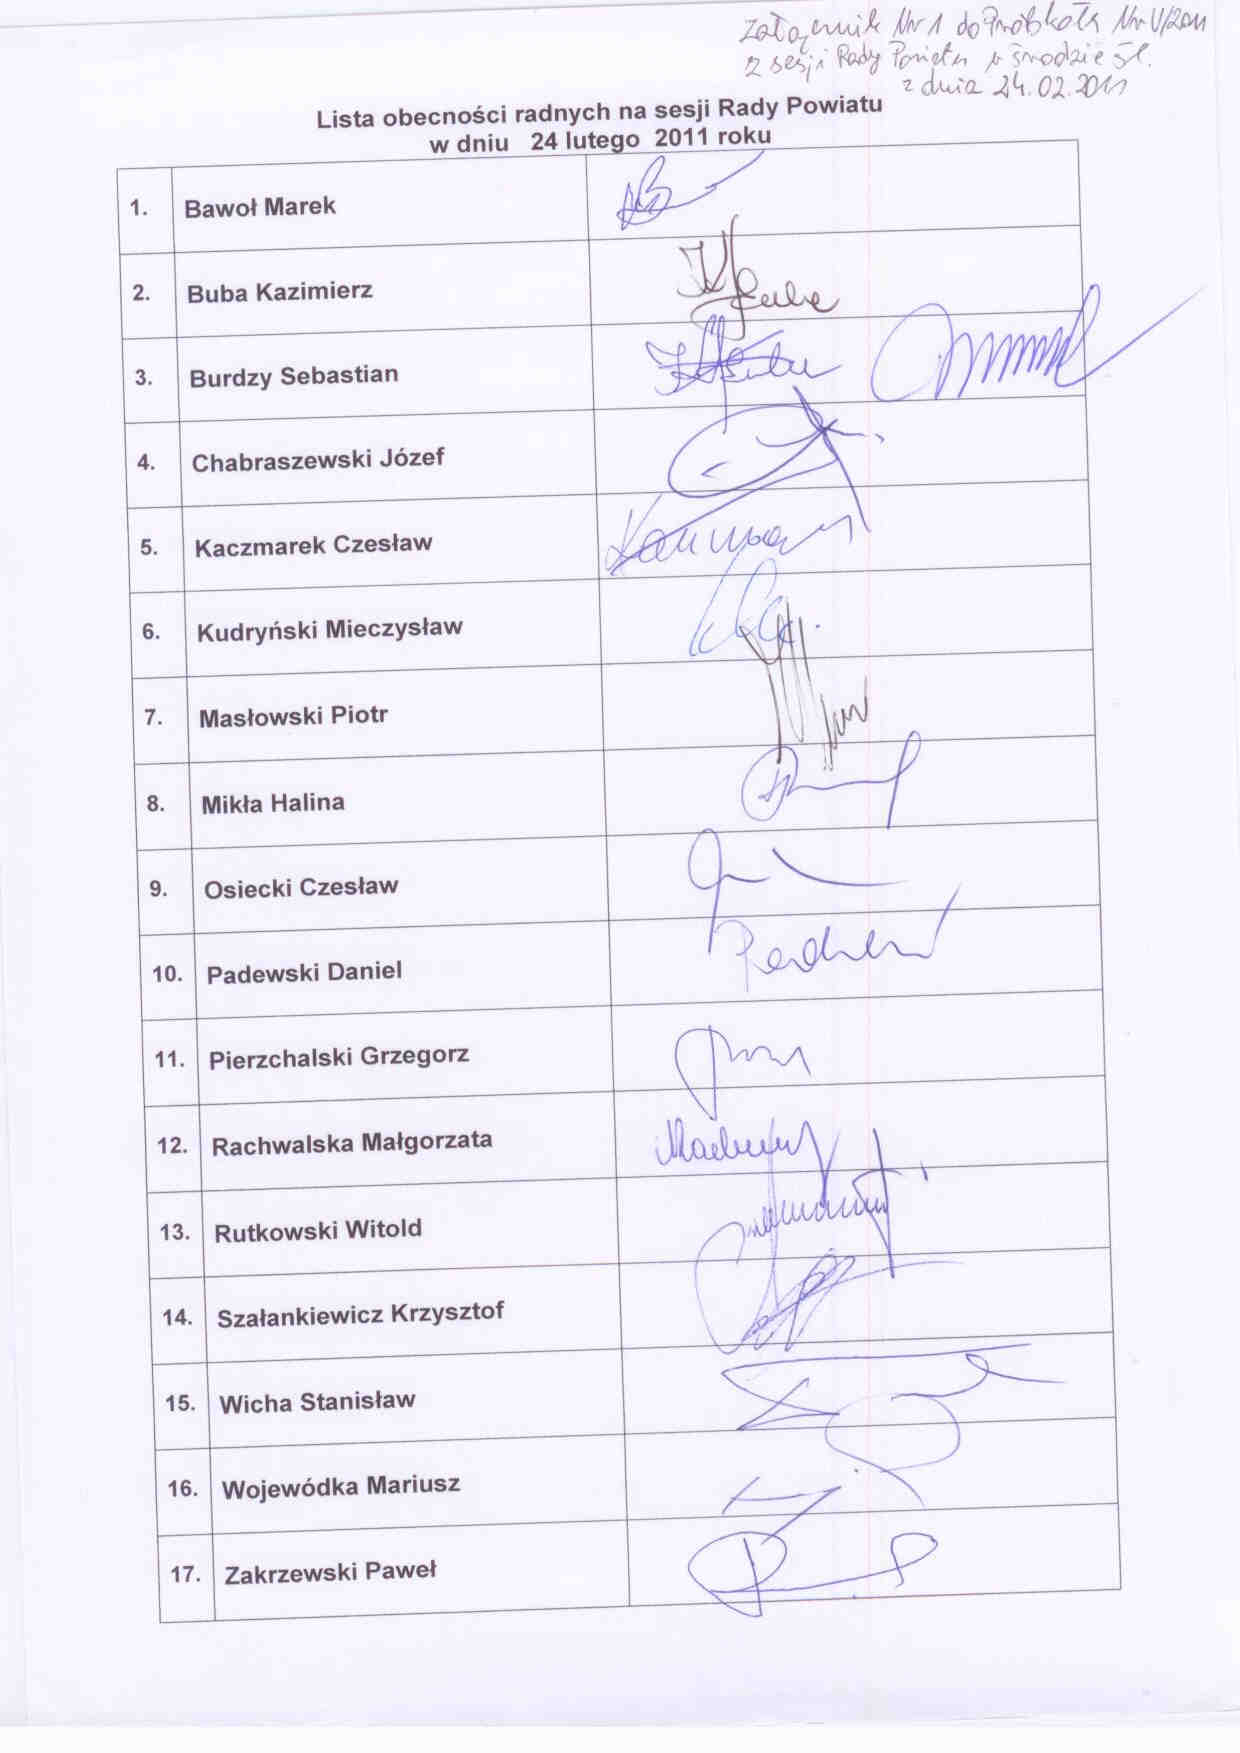 Załącznik Nr 1 do Protokołu Nr V/2011
z sesji Rady Powiatu w Środzie Śl.
z dnia 24.02.2011
Lista obecności radnych na sesji Rady Powiatu
w dniu 24 lutego 2011 roku
1. Bawoł Marek
2. Buba Kazimierz
3. Burdzy Sebastian
4. Chabraszewski Józef
5. Kaczmarek Czesław
6. Kudryński Mieczysław
7. Masłowski Piotr
8. Mikła Halina
9. Osiecki Czesław
10. Padewski Daniel
11. Pierzchalski Grzegorz
12. Rachwalska Małgorzata
13. Rutkowski Witold
14. Szałankiewicz Krzysztof
15. Wicha Stanisław
16. Wojewódka Mariusz
17. Zakrzewski Paweł